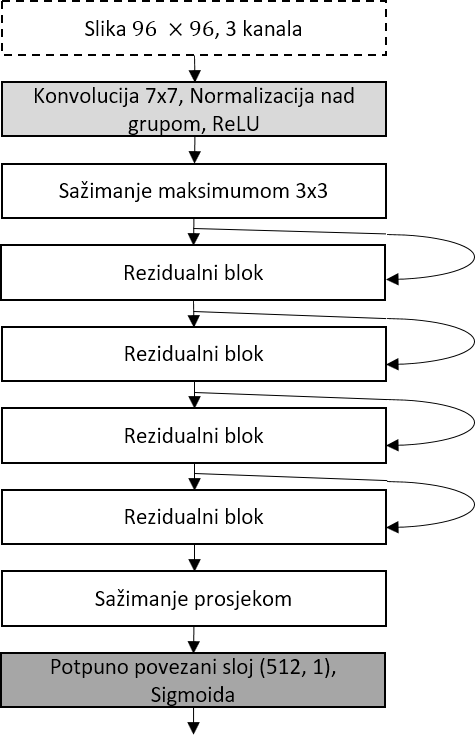 Slika 96 × 96, 3 kanala
Konvolucija 7x7, Normalizacija nad
grupom, ReLU
Sažimanje maksimumom 3x3
Rezidualni blok
Rezidualni blok
Rezidualni blok
Rezidualni blok
Sažimanje prosjekom
Potpuno povezani sloj (512, 1),
Sigmoida